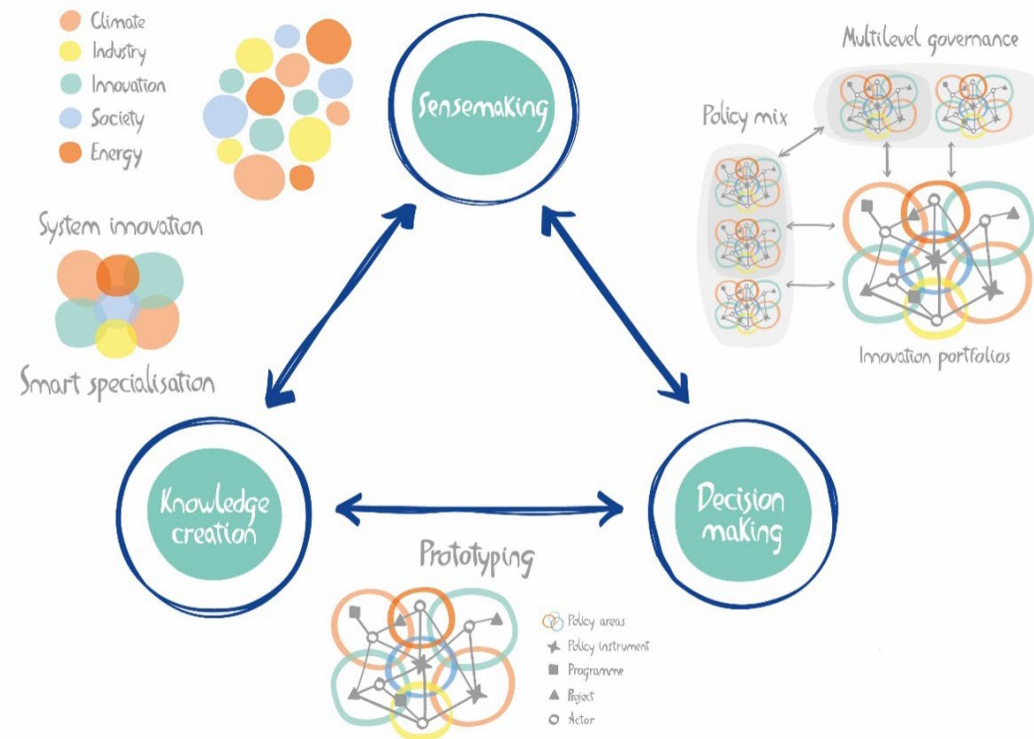 Climate
Industry
Innovation
Society
Energy
Sensemaking
Multilevel governance
Policy mix
System innovation
Smart specialisation
Innovation portfolios
Knowledge
creation
Decision
making
Prototyping
Policy areas
Policy instrument
Programme
Project
Actor